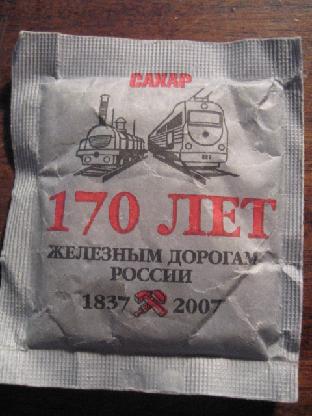 САХАР
170 ЛЕТ
ЖЕЛЕЗНЫМ ДОРОГАМ
РОССИИ
1837 2007